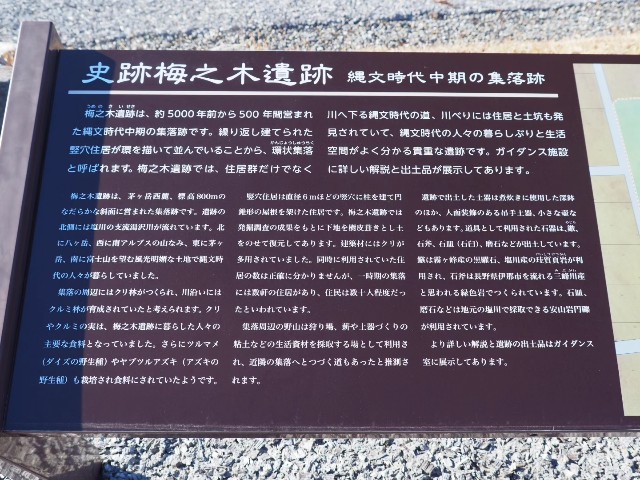 史跡梅之木遺跡 縄文時代中期の集落跡
うめのきいせき
梅之木遺跡は、約5000年前から500年間営まれ
た縄文時代中期の集落跡です。繰り返し建てられた
かんじょうしゅうらく
竪穴住居が環を描いて並んでいることから、環状集落
と呼ばれます。梅之木遺跡では、住居群だけでなく
川へ下る縄文時代の道、川べりには住居と土坑も発
見されていて、縄文時代の人々の暮らしぶりと生活
空間がよく分かる貴重な遺跡です。ガイダンス施設
に詳しい解説と出土品が展示してあります。
梅之木遺跡は、茅ヶ岳西麓、標高800mの
なだらかな斜面に営まれた集落跡です。遺跡の
北側には塩川の支流湯沢川が流れています。北
に八ヶ岳、西に南アルプスの山なみ、東に茅ヶ
岳、南に富士山を望む風光明媚な土地で縄文時
代の人々が暮らしていました。
集落の周辺にはクリ林がつくられ、川沿いには
クルミ林が育成されていたと考えられます。クリ
やクルミの実は、梅之木遺跡に暮らした人々の
主要な食料となっていました。さらにツルマメ
（ダイズの野生種）やヤブツルアズキ（アズキの
野生種）も栽培され食料にされていたようです。
竪穴住居は直径6mほどの竪穴に柱を建て円
錐形の屋根を架けた住居です。梅之木遺跡では
発掘調査の成果をもとに下地を樹皮葺きとし土
をのせて復元してあります。建築材にはクリが
多用されていました。同時に利用されていた住
居の数は正確に分かりませんが、一時期の集落
には数軒の住居があり、住民は数十人程度だっ
たといわれています。
集落周辺の野山は狩り場、薪や土器づくりの
粘土などの生活資材を採取する場として利用さ
れ、近隣の集落へとつづく道もあったと推測さ
れます。
遺跡で出土した土器は煮炊きに使用した深鉢
のほか、人面装飾のある吊手土器、小さな壷な
どもあります。道具として利用された石器は、鏃、
石斧、石皿（石臼）、磨石などが出土しています。
鏃は霧ヶ峰産の黒曜石、塩川産の珪質頁岩が利
用され、石斧は長野県伊那市を流れる三峰川産
と思われる緑色岩でつくられています。石皿、
磨石などは地元の塩川で採取できる安山岩円礫
が利用されています。
より詳しい解説と遺跡の出土品はガイダンス
室に展示してあります。